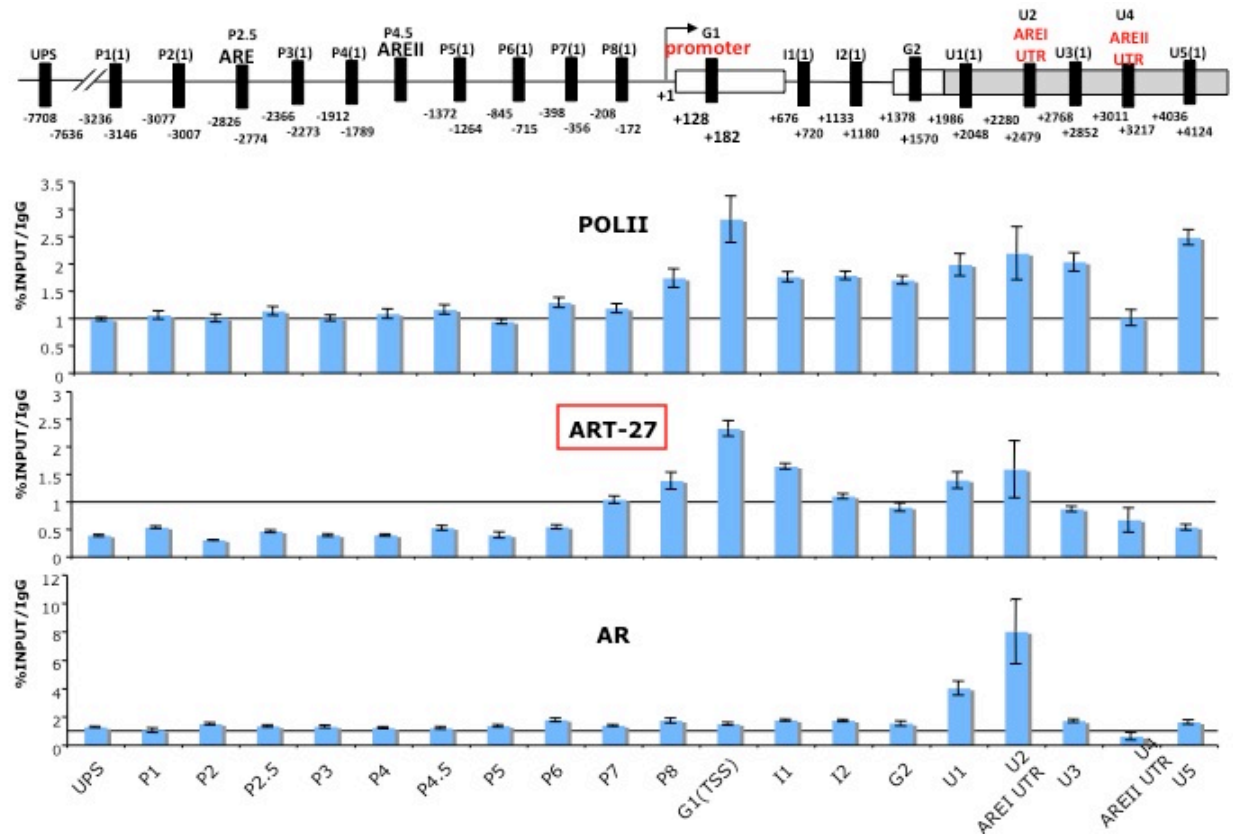 UPS P1(1) P2(1) P2.5 ARE P3(1) P4(1) P4.5 AREII P5(1) P6(1) P7(1) P8(1) G1 promoter I1(1) I2(1) G2 U1(1) U2 AREI UTR U3(1) U4 AREII UTR U5(1)
+1
-7708 -3236 -3077 -2826 -2366 -1912 -1372 -845 -398 -208 +128 +676 +1133 +1378 +1986 +2280 +2768 +3011 +4036
-7636 -3146 -3007 -2774 -2273 -1789 -1264 -715 -356 -172 +182 +720 +1180 +1570 +2048 +2479 +2852 +3217 +4124
%INPUT/IgG
3.5
3
2.5
2
1.5
1
0.5
0
POLII
%INPUT/IgG
3
2.5
2
1.5
1
0.5
0
ART-27
%INPUT/IgG
12
10
8
6
4
2
0
AR
UPS P1 P2 P2.5 P3 P4 P4.5 P5 P6 P7 P8 G1(TSS) I1 I2 G2 U1 U2 AREI UTR U3 U4 AREII UTR U5